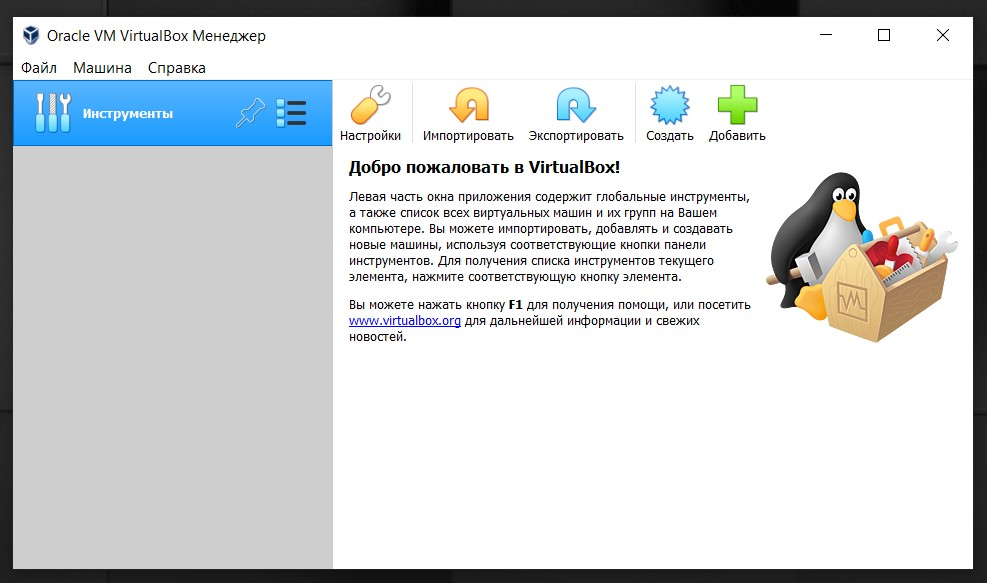 Oracle VM VirtualBox Менеджер
Файл Машина Справка
Инструменты
Настройки Импортировать Экспортировать Создать Добавить
Добро пожаловать в VirtualBox!
Левая часть окна приложения содержит глобальные инструменты,
а также список всех виртуальных машин и их групп на Вашем
компьютере. Вы можете импортировать, добавлять и создавать
новые машины, используя соответствующие кнопки панели
инструментов. Для получения списка инструментов текущего
элемента, нажмите соответствующую кнопку элемента.
Вы можете нажать кнопку F1 для получения помощи, или посетить
www.virtualbox.org для дальнейшей информации и свежих
новостей.